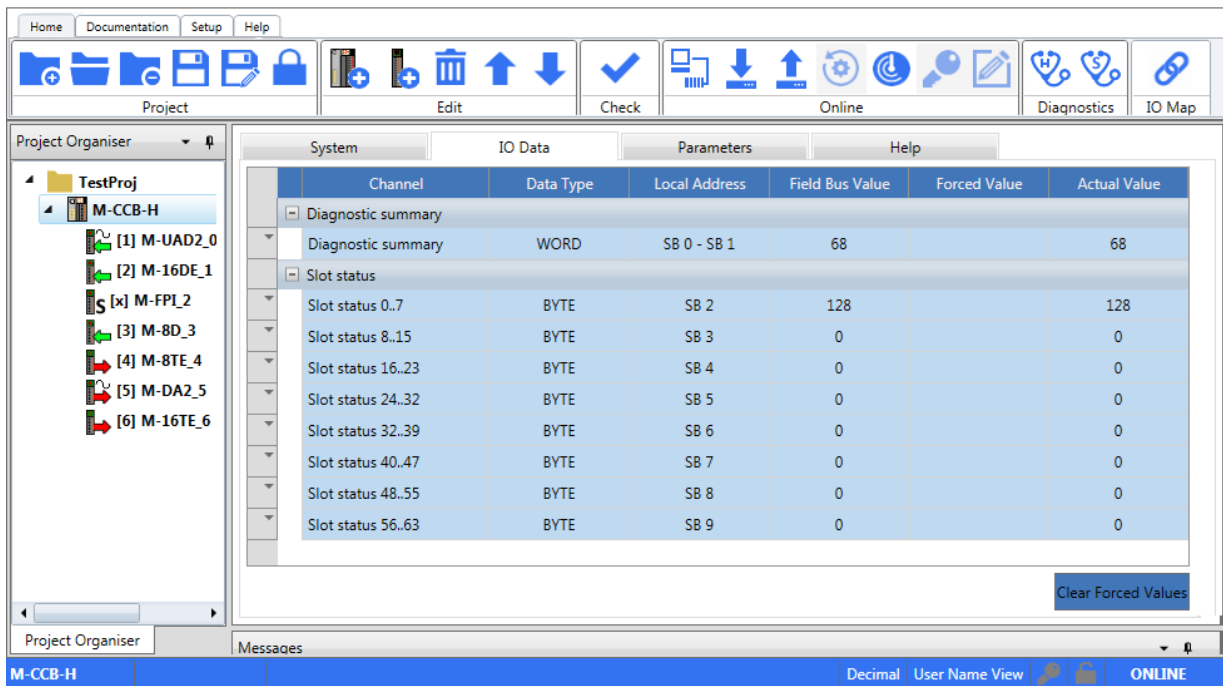 Home Documentation Setup Help
Project Edit Check Online Diagnostics IO Map
H S
Project Organiser
TestProj
M-CCB-H
[1] M-UAD2_0
[2] M-16DE_1
S [x] M-FPI_2
[3] M-8D_3
[4] M-8TE_4
[5] M-DA2_5
[6] M-16TE_6
Project Organiser
System IO Data Parameters Help
Channel Data Type Local Address Field Bus Value Forced Value Actual Value
Diagnostic summary
Diagnostic summary WORD SB 0 - SB 1 68 68
Slot status
Slot status 0..7 BYTE SB 2 128 128
Slot status 8..15 BYTE SB 3 0 0
Slot status 16..23 BYTE SB 4 0 0
Slot status 24..32 BYTE SB 5 0 0
Slot status 32..39 BYTE SB 6 0 0
Slot status 40..47 BYTE SB 7 0 0
Slot status 48..55 BYTE SB 8 0 0
Slot status 56..63 BYTE SB 9 0 0
Clear Forced Values
Messages
M-CCB-H Decimal User Name View ONLINE